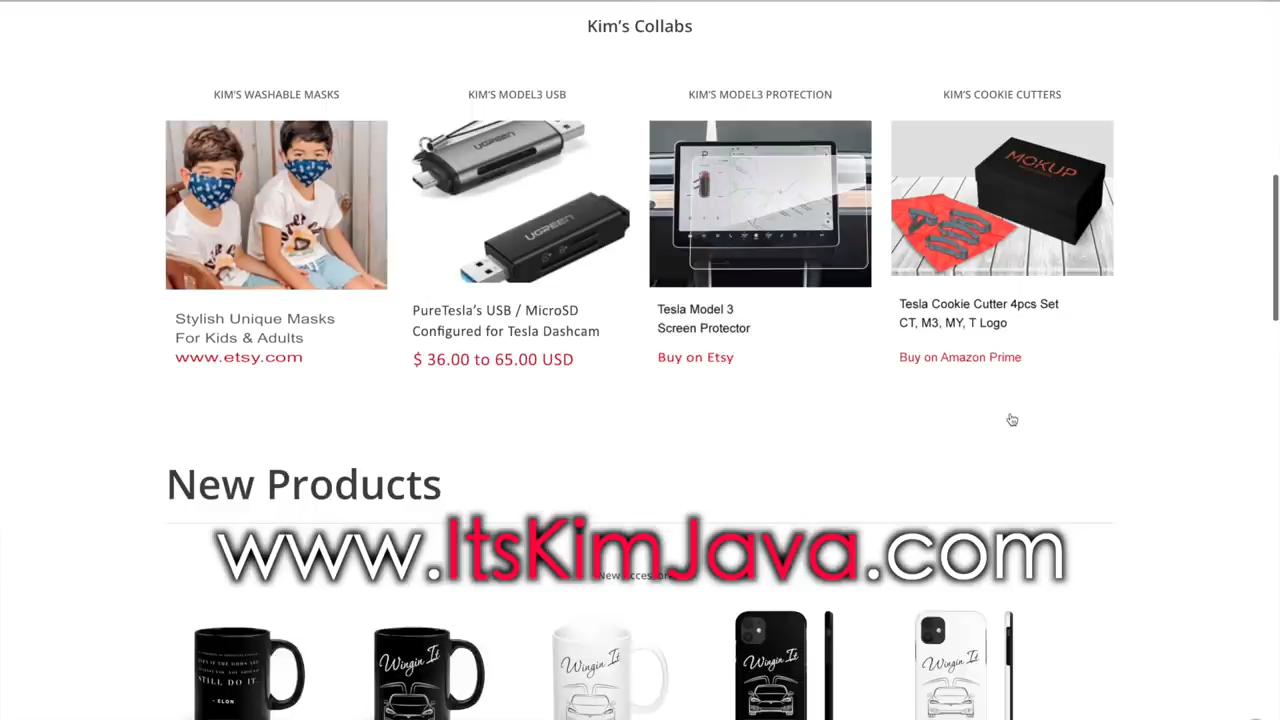 Kim's Collabs
KIM'S WASHABLE MASKS
KIM'S MODEL3 USB
KIM'S MODEL3 PROTECTION
KIM'S COOKIE CUTTERS
UGREEN
UGREEN
P
MOKUP
Stylish Unique Masks
For Kids & Adults
www.etsy.com
PureTesla's USB / MicroSD
Configured for Tesla Dashcam
$ 36.00 to 65.00 USD
Tesla Model 3
Screen Protector
Buy on Etsy
Tesla Cookie Cutter 4pcs Set
CT, M3, MY, T Logo
Buy on Amazon Prime
New Products
www.ItsKimJava.com
STILL DO IT...
- ELON
Wingin It
Wingin It
Wingin It
Wingin It